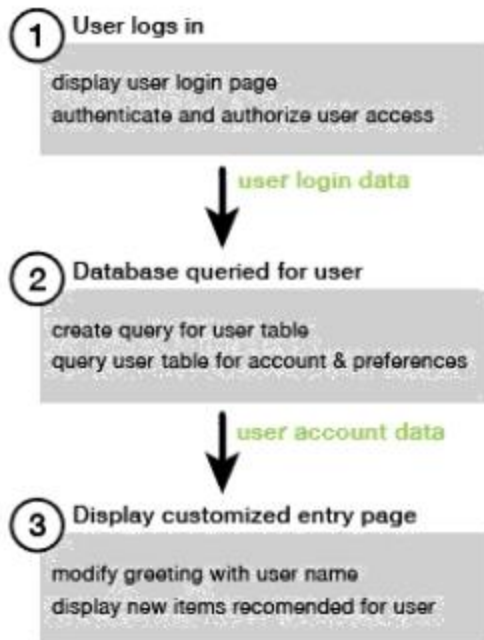 1 User logs in
display user login page
authenticate and authorize user access
user login data
2 Database queried for user
create query for user table
query user table for account & preferences
user account data
3 Display customized entry page
modify greeting with user name
display new items recomended for user